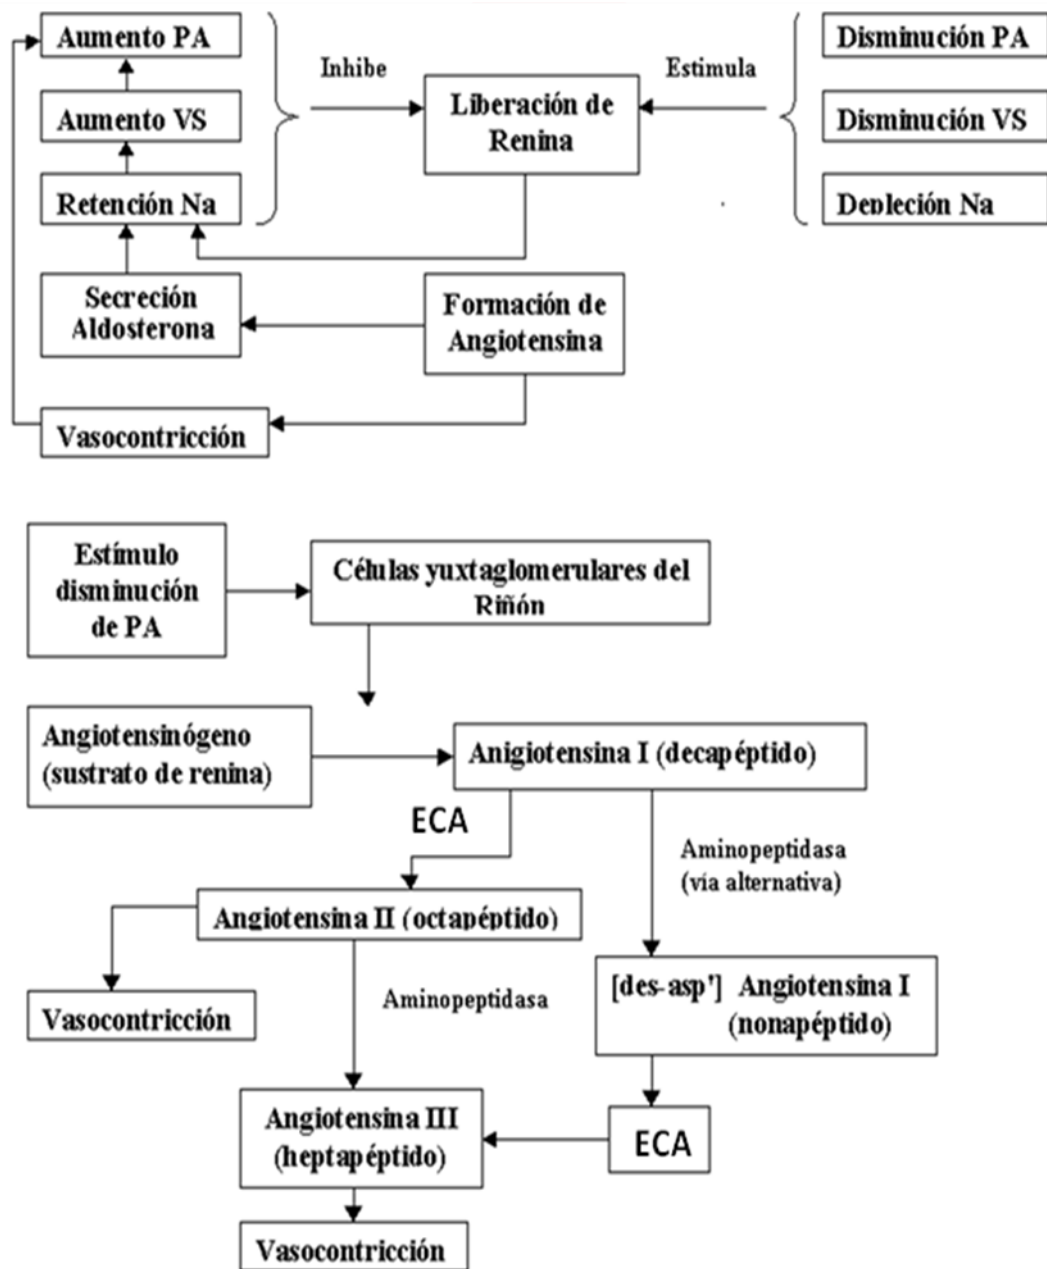 Aumento PA
Inhibe
Estimula
Disminución PA
Aumento VS
Liberación de
Renina
Disminución VS
Retención Na
Depleción Na
Secreción
Aldosterona
Formación de
Angiotensina
Vasocontricción
Estímulo
disminución
de PA
Células yuxtaglomerulares del
Riñón
Angiotensinógeno
(sustrato de renina)
Anigiotensina I (decapéptido)
ECA
Aminopeptidasa
(vía alternativa)
Angiotensina II (octapéptido)
Vasocontricción
Aminopeptidasa
[des-asp'] Angiotensina I
(nonapéptido)
Angiotensina III
(heptapéptido)
ECA
Vasocontricción